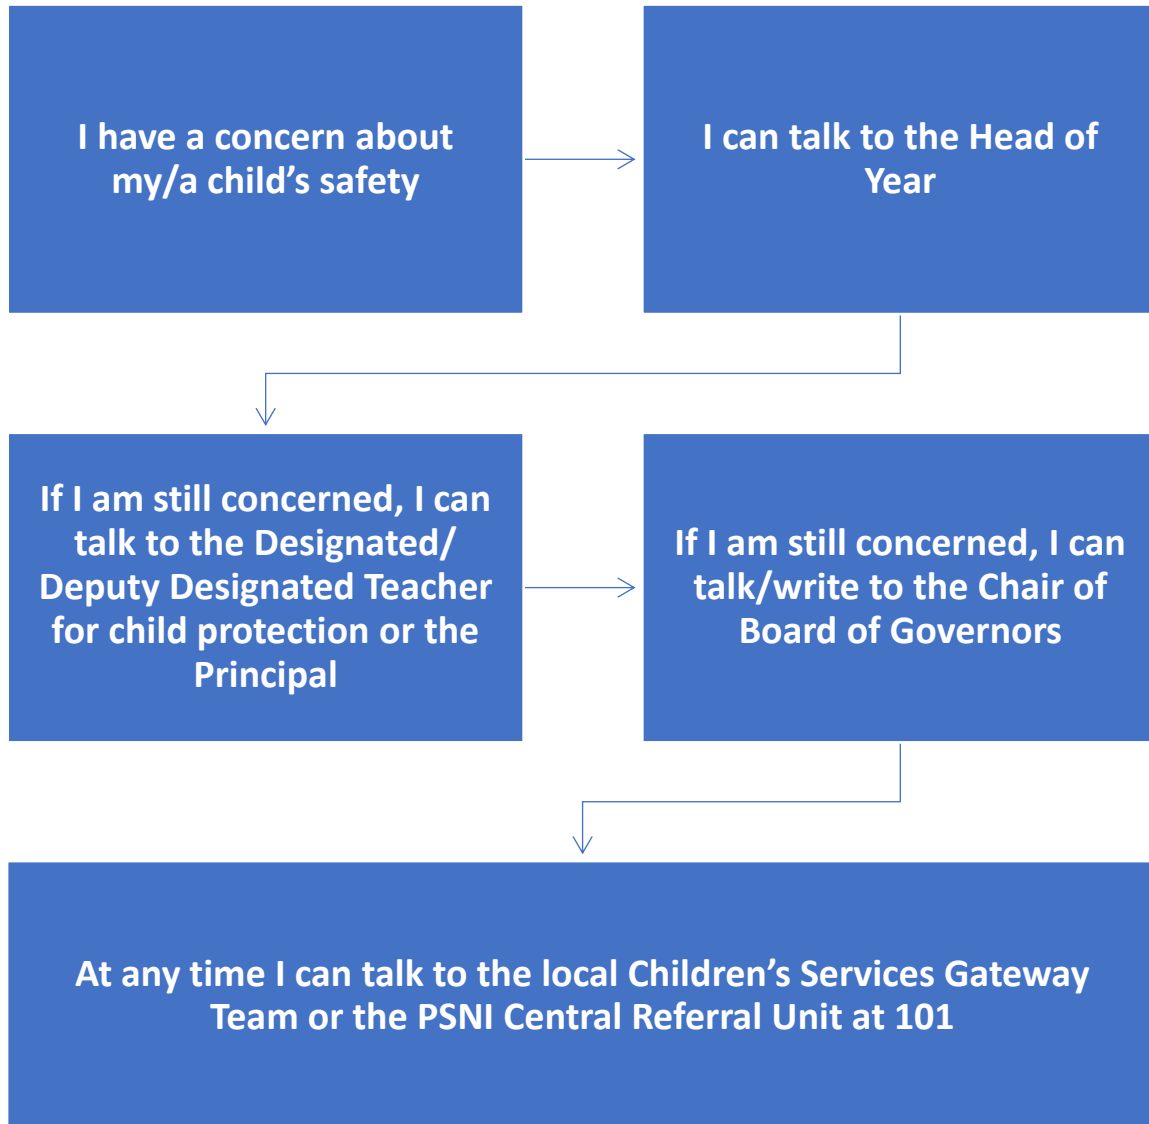 I have a concern about
my/a child’s safety
I can talk to the Head of
Year
If I am still concerned, I can
talk to the Designated/
Deputy Designated Teacher
for child protection or the
Principal
If I am still concerned, I can
talk/write to the Chair of
Board of Governors
At any time I can talk to the local Children’s Services Gateway
Team or the PSNI Central Referral Unit at 101